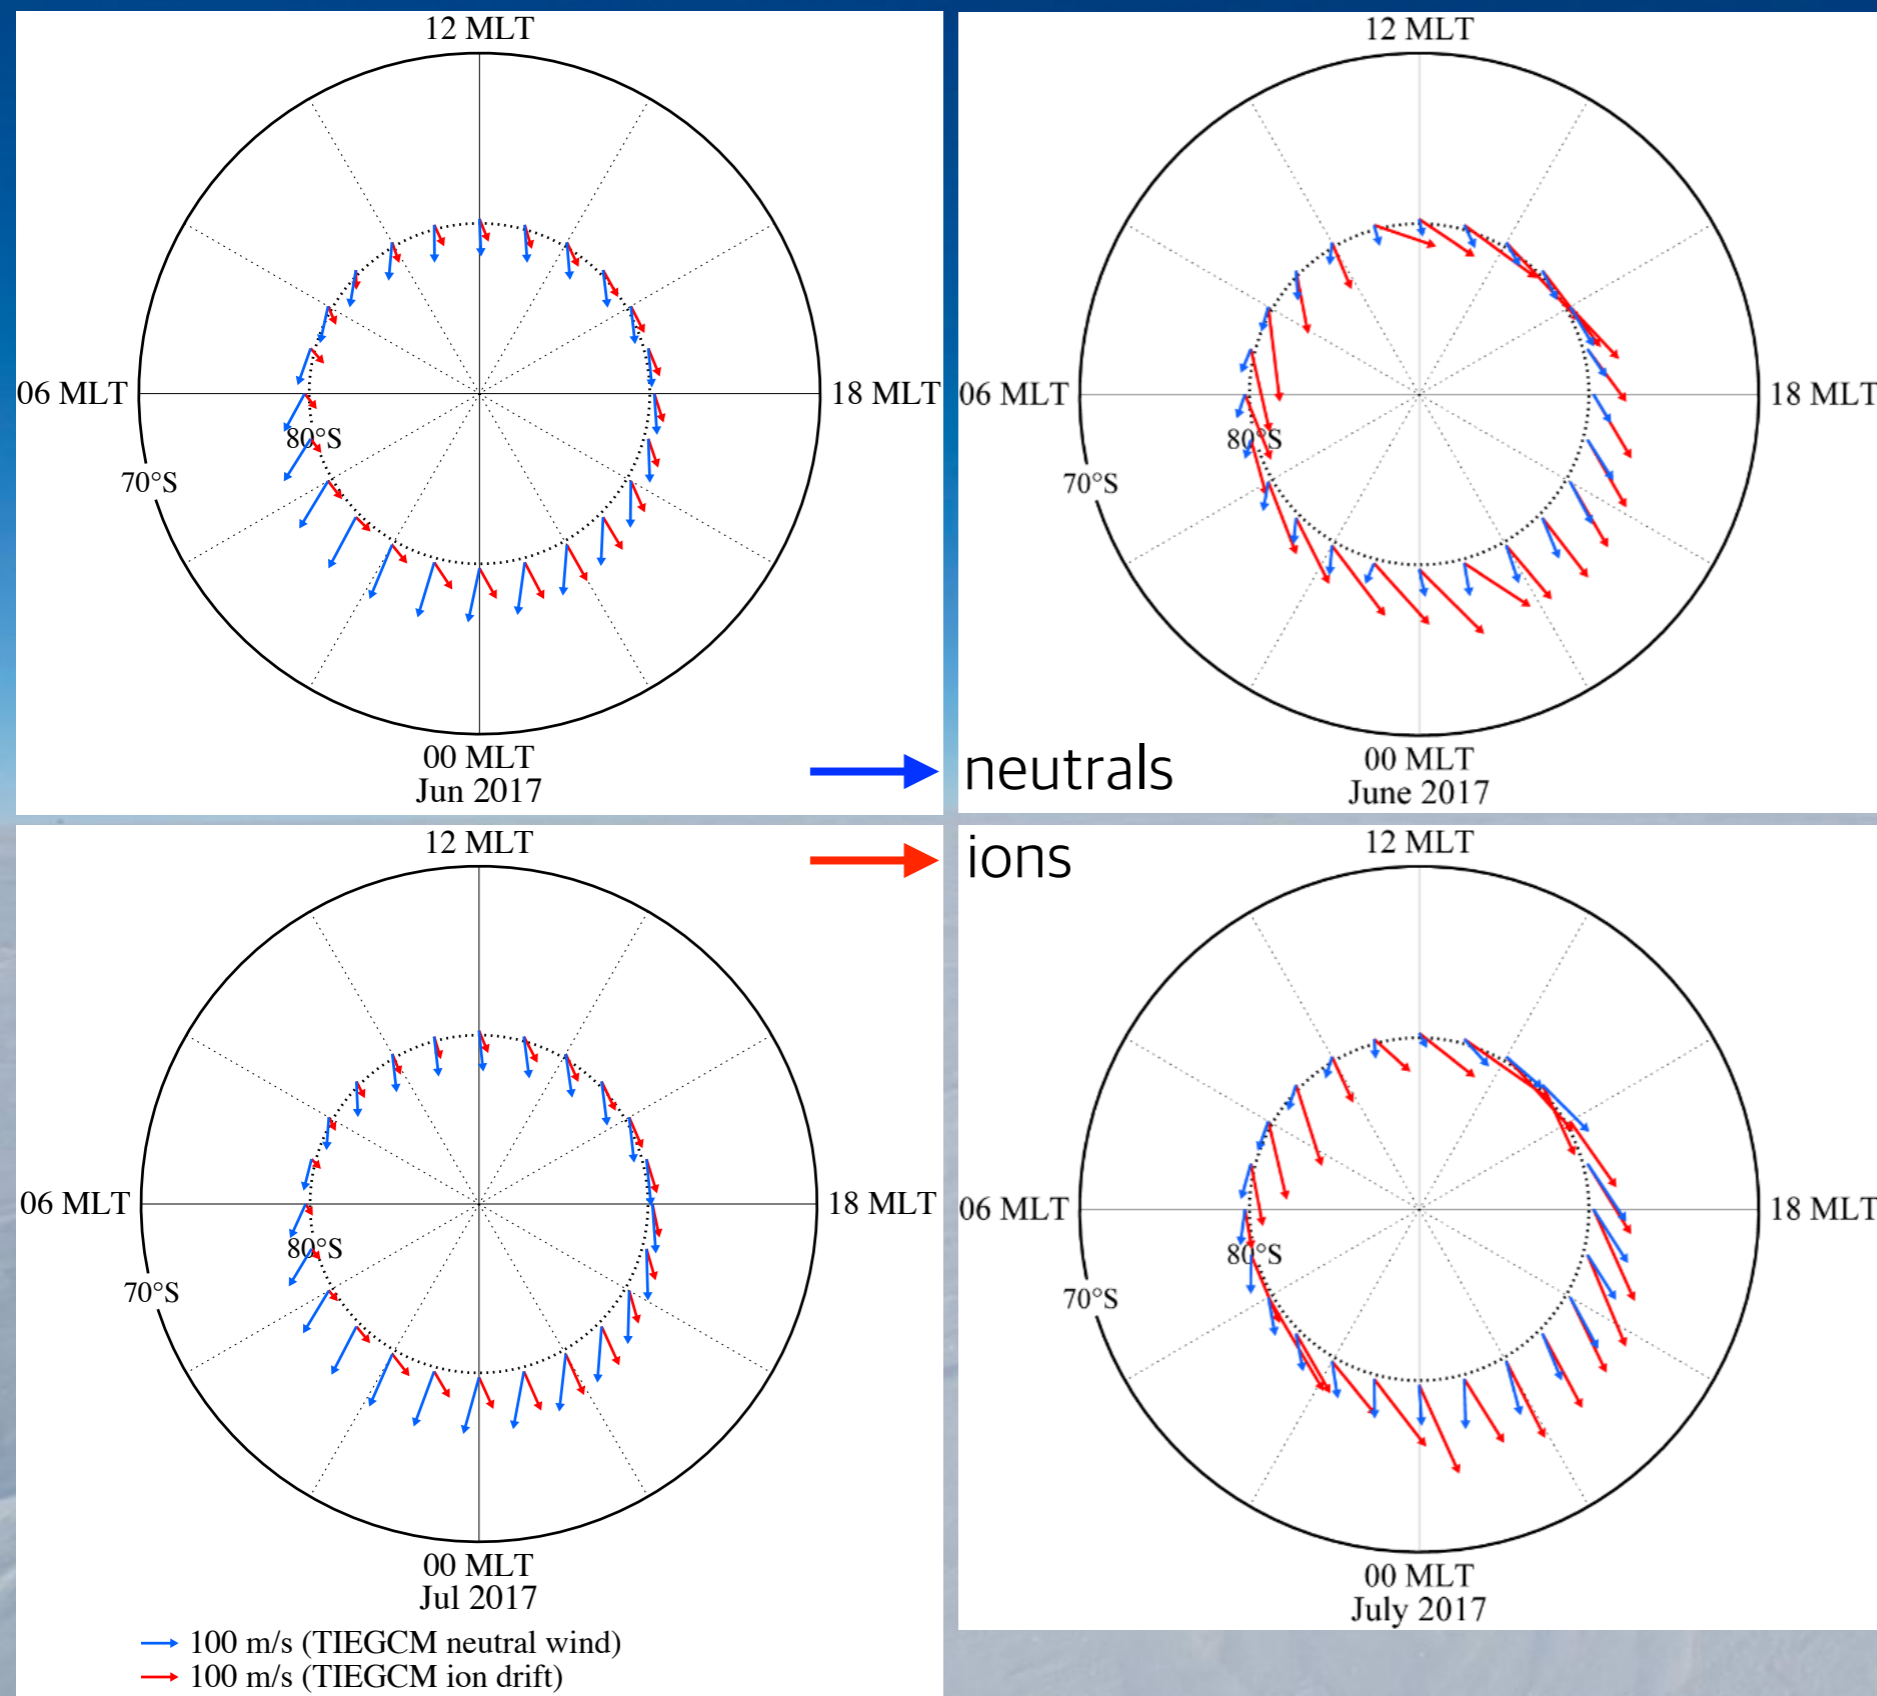 12 MLT
06 MLT
18 MLT
80°S
70°S
00 MLT
Jun 2017
12 MLT
06 MLT
18 MLT
80°S
70°S
00 MLT
June 2017
neutrals
ions
12 MLT
06 MLT
18 MLT
80°S
70°S
00 MLT
Jul 2017
100 m/s (TIEGCM neutral wind)
100 m/s (TIEGCM ion drift)
12 MLT
06 MLT
18 MLT
80°S
70°S
00 MLT
July 2017